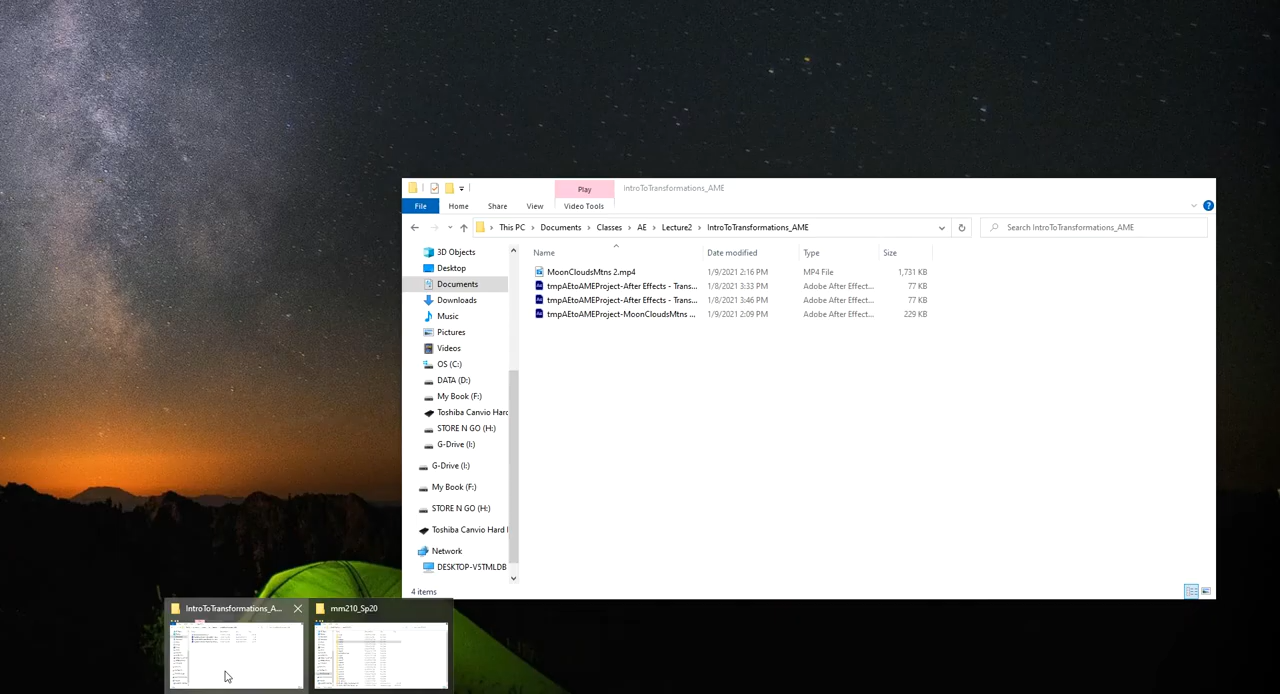 Play IntroToTransformations_AME
File Home Share View Video Tools
This PC Documents Classes AE Lecture2 IntroToTransformations_AME Search IntroToTransformations_AME
Name Date modified Type Size
3D Objects
Desktop
Documents
Downloads
Music
Pictures
Videos
OS (C:)
DATA (D:)
My Book (F:)
Toshiba Canvio Hard
STORE N GO (H:)
G-Drive (I:)
G-Drive (I:)
My Book (F:)
STORE N GO (H:)
Toshiba Canvio Hard
Network
DESKTOP-V5TMLDB
MoonCloudsMtns 2.mp4 1/9/2021 2:16 PM MP4 File 1,731 KB
tmpAEtoAMEProject-After Effects - Trans... 1/8/2021 3:33 PM Adobe After Effect... 77 KB
tmpAEtoAMEProject-After Effects - Trans... 1/8/2021 3:46 PM Adobe After Effect... 77 KB
tmpAEtoAMEProject-MoonCloudsMtns ... 1/9/2021 2:09 PM Adobe After Effect... 229 KB
4 items
IntroToTransformations_A... mm210_Sp20